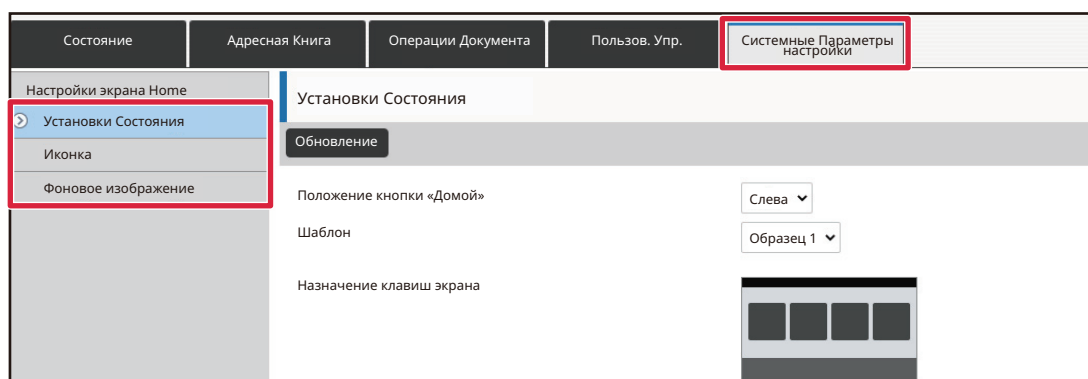 Состояние
Адресная Книга
Операции Документа
Пользов. Упр.
Системные Параметры
настройки
Настройки экрана Home
Установки Состояния
Иконка
Фоновое изображение
Установки Состояния
Обновление
Положение кнопки «Домой»
Слева
Шаблон
Образец 1
Назначение клавиш экрана